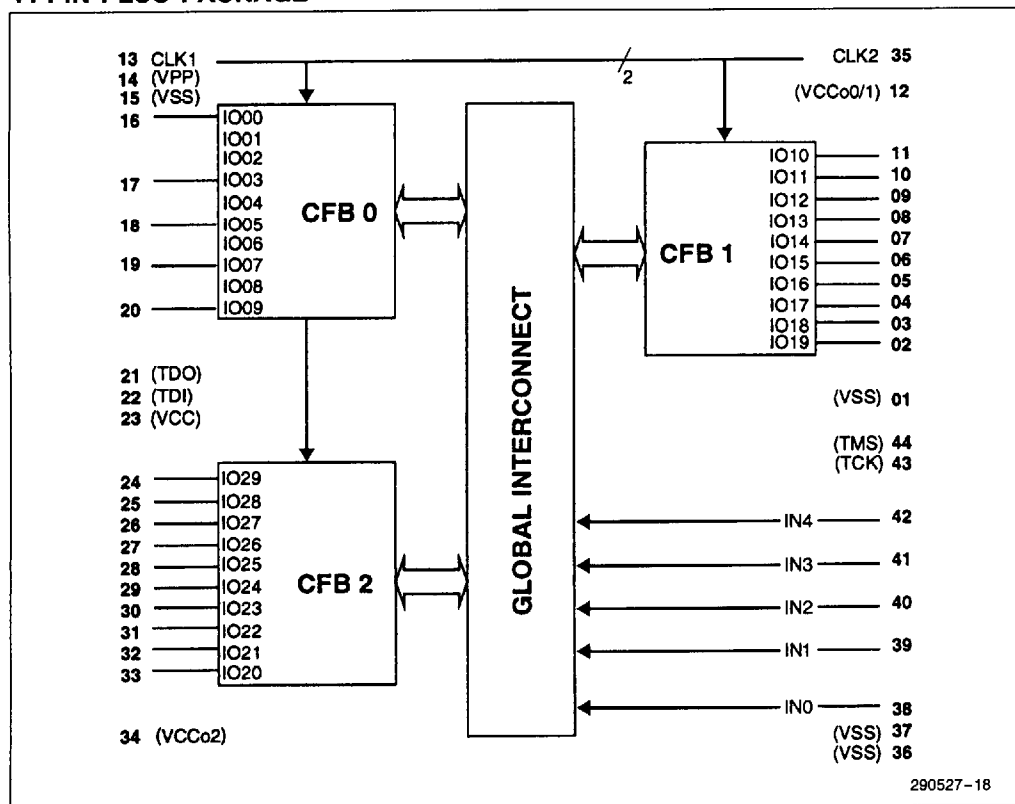 13 CLK1
14 (VPP)
15 (VSS)
2
CLK2 35
(VCCo0/1) 12
16 IO00
IO01
IO02
17 IO03
IO04
18 IO05
IO06
19 IO07
IO08
20 IO09
CFB 0
GLOBAL INTERCONNECT
CFB 1
IO10 11
IO11 10
IO12 09
IO13 08
IO14 07
IO15 06
IO16 05
IO17 04
IO18 03
IO19 02
21 (TDO)
22 (TDI)
23 (VCC)
(VSS) 01
(TMS) 44
(TCK) 43
24 IO29
25 IO28
26 IO27
27 IO26
28 IO25
29 IO24
30 IO23
31 IO22
32 IO21
33 IO20
CFB 2
IN4 42
IN3 41
IN2 40
IN1 39
IN0 38
(VSS) 37
(VSS) 36
34 (VCCo2)
290527-18